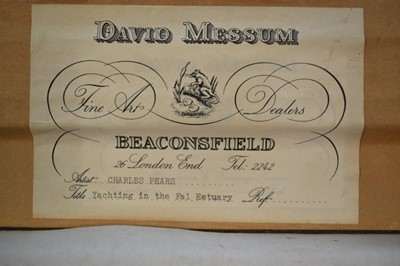 DAVID MESSUM
Fine Art Dealers
BEACONSFIELD
26 London End Tel: 2242
Artist: CHARLES PEARS ..........
Title Yachting in the Fal Estuary Ref: ..........